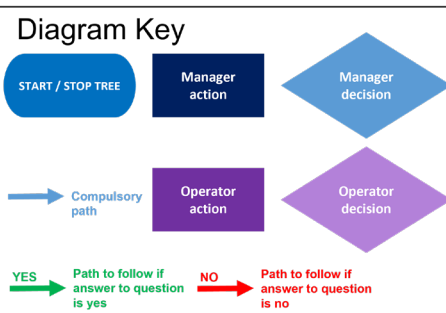 Diagram Key
START / STOP TREE
Manager
action
Manager
decision
Compulsory
path
Operator
action
Operator
decision
YES
Path to follow if
answer to question
is yes
NO
Path to follow if
answer to question
is no